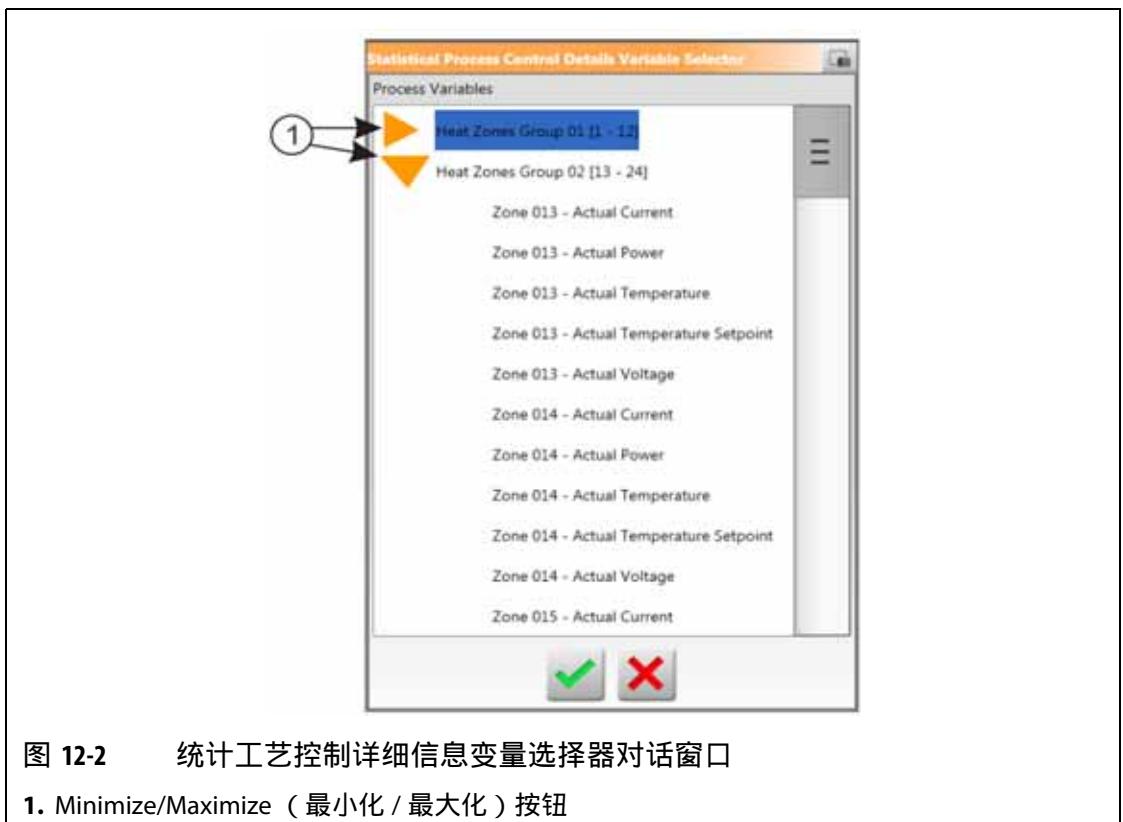 Statistical Process Control Details Variable Selector
Process Variables
1
Heat Zones Group 01 [1 - 12]
Heat Zones Group 02 [13 - 24]
Zone 013 - Actual Current
Zone 013 - Actual Power
Zone 013 - Actual Temperature
Zone 013 - Actual Temperature Setpoint
Zone 013 - Actual Voltage
Zone 014 - Actual Current
Zone 014 - Actual Power
Zone 014 - Actual Temperature
Zone 014 - Actual Temperature Setpoint
Zone 014 - Actual Voltage
Zone 015 - Actual Current
图 12-2 统计工艺控制详细信息变量选择器对话窗口
1. Minimize/Maximize （最小化 / 最大化）按钮